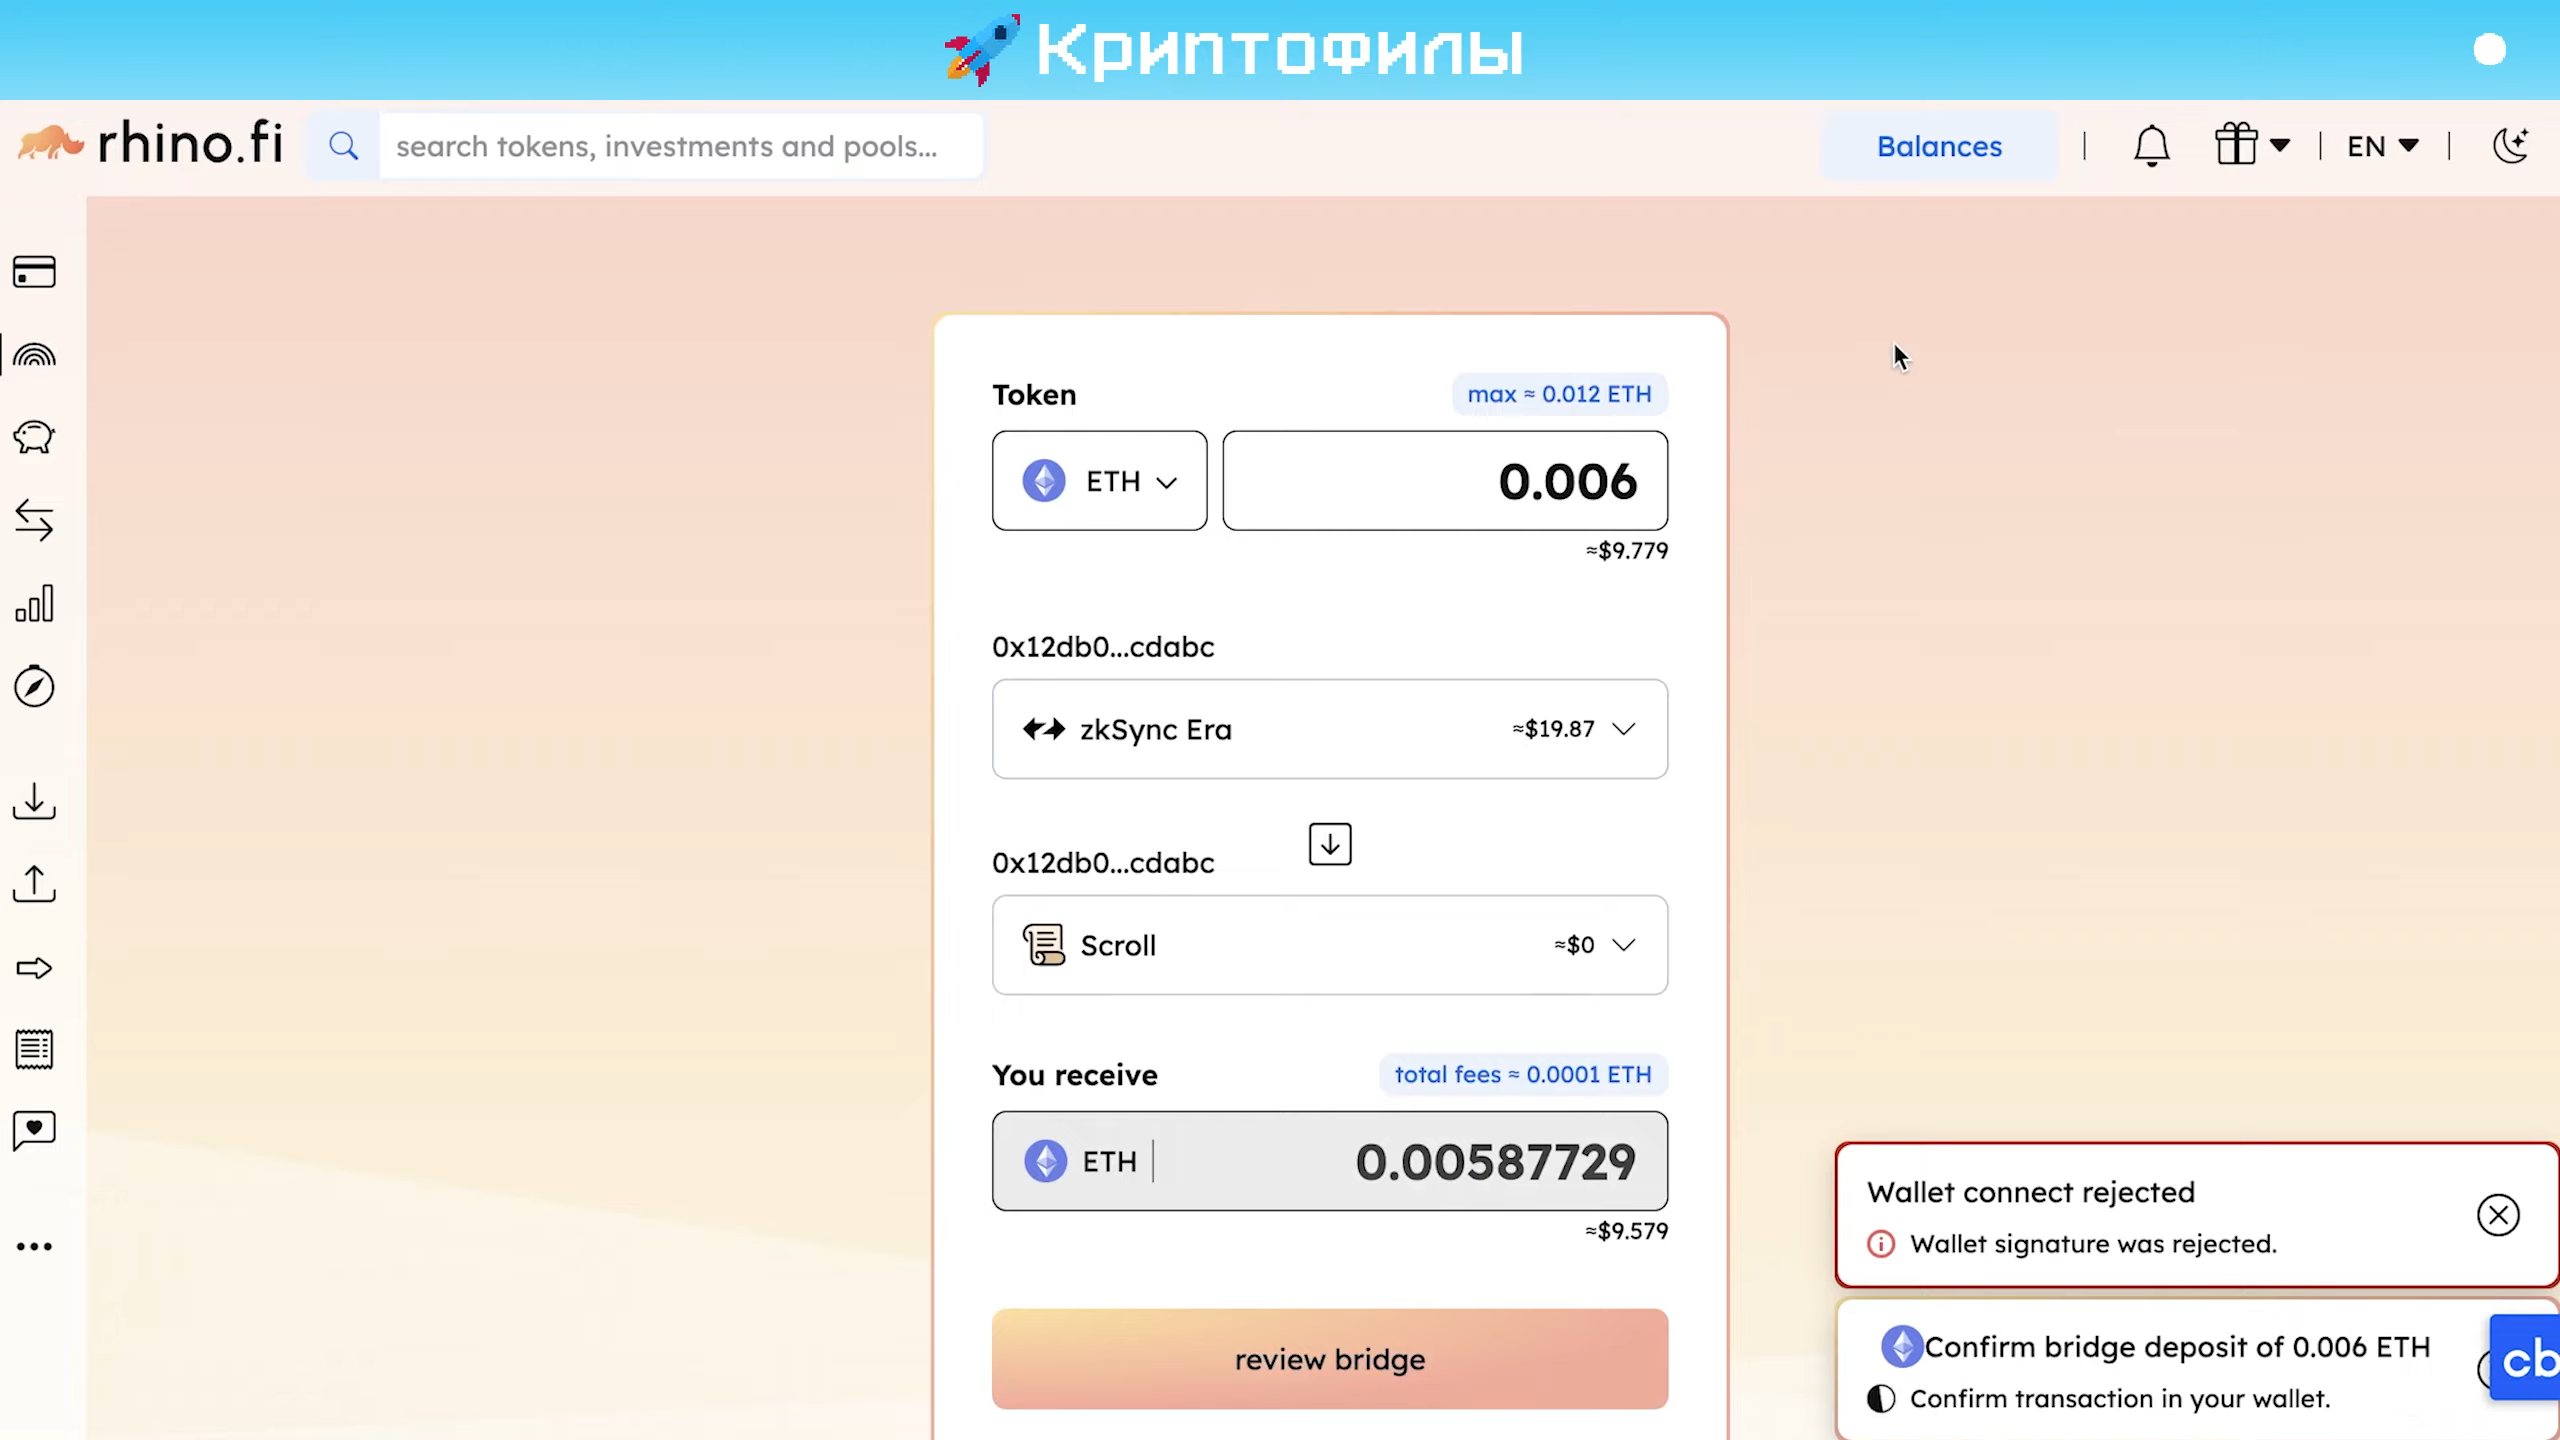 Криптофилы
rhino.fi
search tokens, investments and pools...
Balances
EN
Token
max ≈ 0.012 ETH
ETH
0.006
≈$9.779
0x12db0...cdabc
zkSync Era
≈$19.87
0x12db0...cdabc
Scroll
≈$0
You receive
total fees ≈ 0.0001 ETH
ETH
0.00587729
≈$9.579
review bridge
Wallet connect rejected
Wallet signature was rejected.
Confirm bridge deposit of 0.006 ETH
Confirm transaction in your wallet.
cb